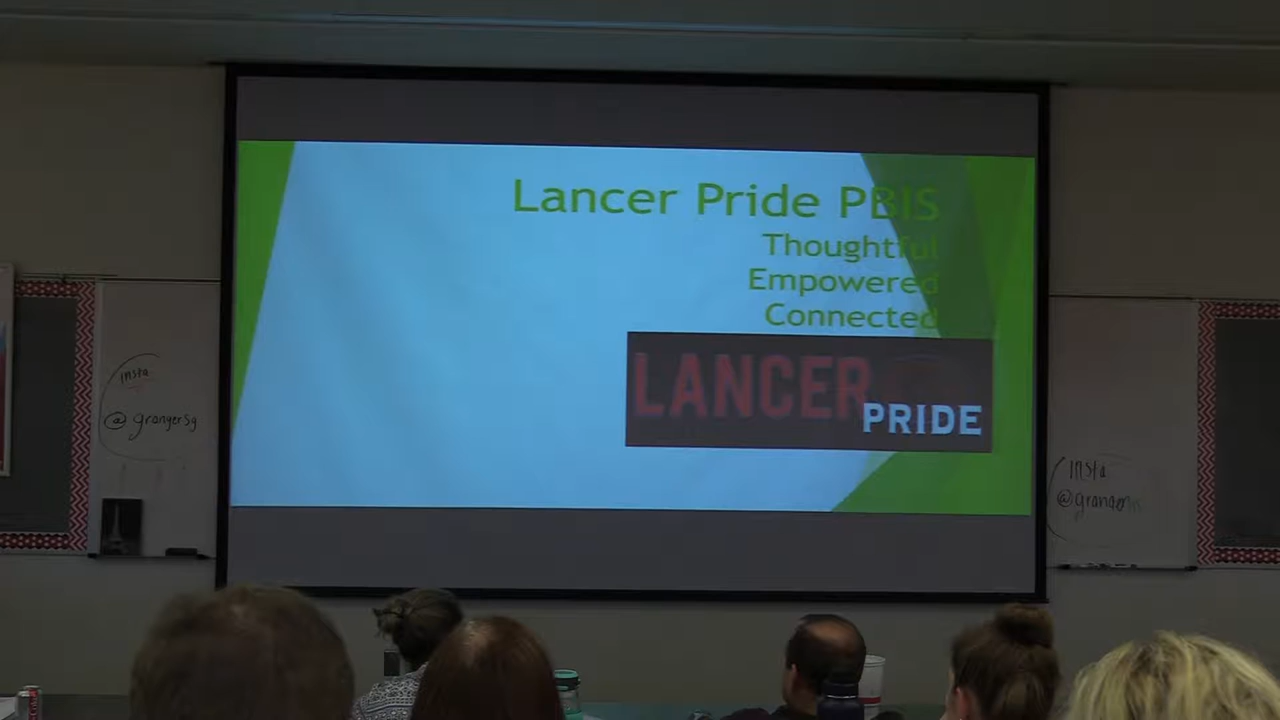 Lancer Pride PBIS
Thoughtful
Empowered
Connected
LANCER
PRIDE
insta
@grangersg
insta